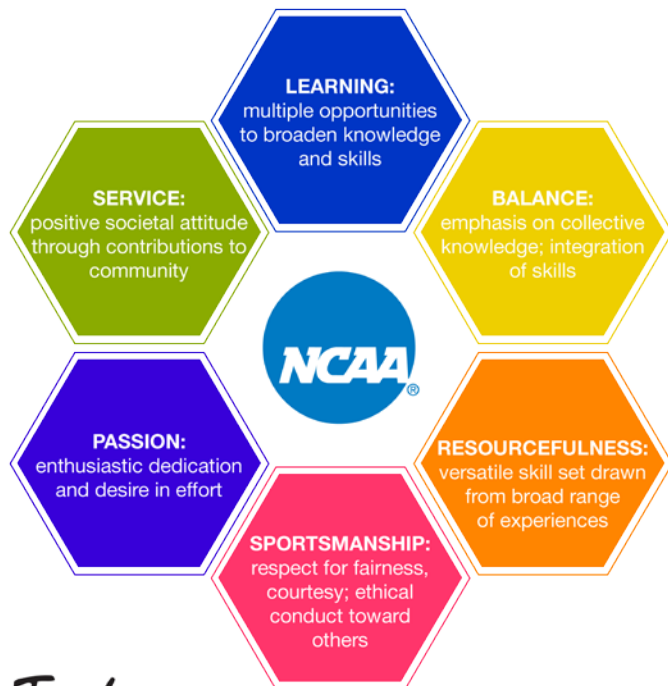 LEARNING:
multiple opportunities
to broaden knowledge
and skills
SERVICE:
positive societal attitude
through contributions to
community
BALANCE:
emphasis on collective
knowledge; integration
of skills
NCAA®
PASSION:
enthusiastic dedication
and desire in effort
RESOURCEFULNESS:
versatile skill set drawn
from broad range
of experiences
SPORTSMANSHIP:
respect for fairness,
courtesy; ethical
conduct toward
others